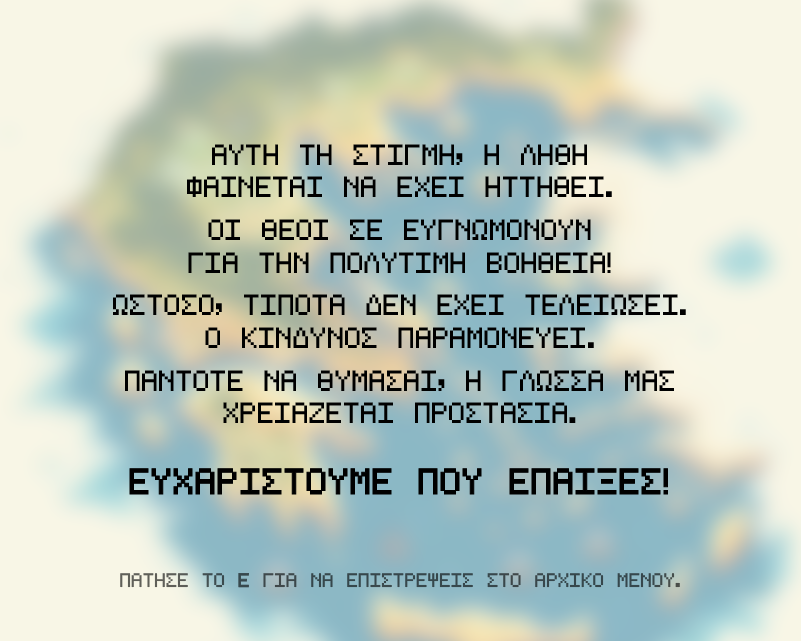 ΑΥΤΗ ΤΗ ΣΤΙΓΜΗ, Η ΛΗΘΗ
ΦΑΙΝΕΤΑΙ ΝΑ ΕΧΕΙ ΗΤΤΗΘΕΙ.
ΟΙ ΘΕΟΙ ΣΕ ΕΥΓΝΩΜΟΝΟΥΝ
ΓΙΑ ΤΗΝ ΠΟΛΥΤΙΜΗ ΒΟΗΘΕΙΑ!
ΩΣΤΟΣΟ, ΤΙΠΟΤΑ ΔΕΝ ΕΧΕΙ ΤΕΛΕΙΩΣΕΙ.
Ο ΚΙΝΔΥΝΟΣ ΠΑΡΑΜΟΝΕΥΕΙ.
ΠΑΝΤΟΤΕ ΝΑ ΘΥΜΑΣΑΙ, Η ΓΛΩΣΣΑ ΜΑΣ
ΧΡΕΙΑΖΕΤΑΙ ΠΡΟΣΤΑΣΙΑ.
ΕΥΧΑΡΙΣΤΟΥΜΕ ΠΟΥ ΕΠΑΙΞΕΣ!
ΠΑΤΗΣΕ ΤΟ Ε ΓΙΑ ΝΑ ΕΠΙΣΤΡΕΨΕΙΣ ΣΤΟ ΑΡΧΙΚΟ ΜΕΝΟΥ.